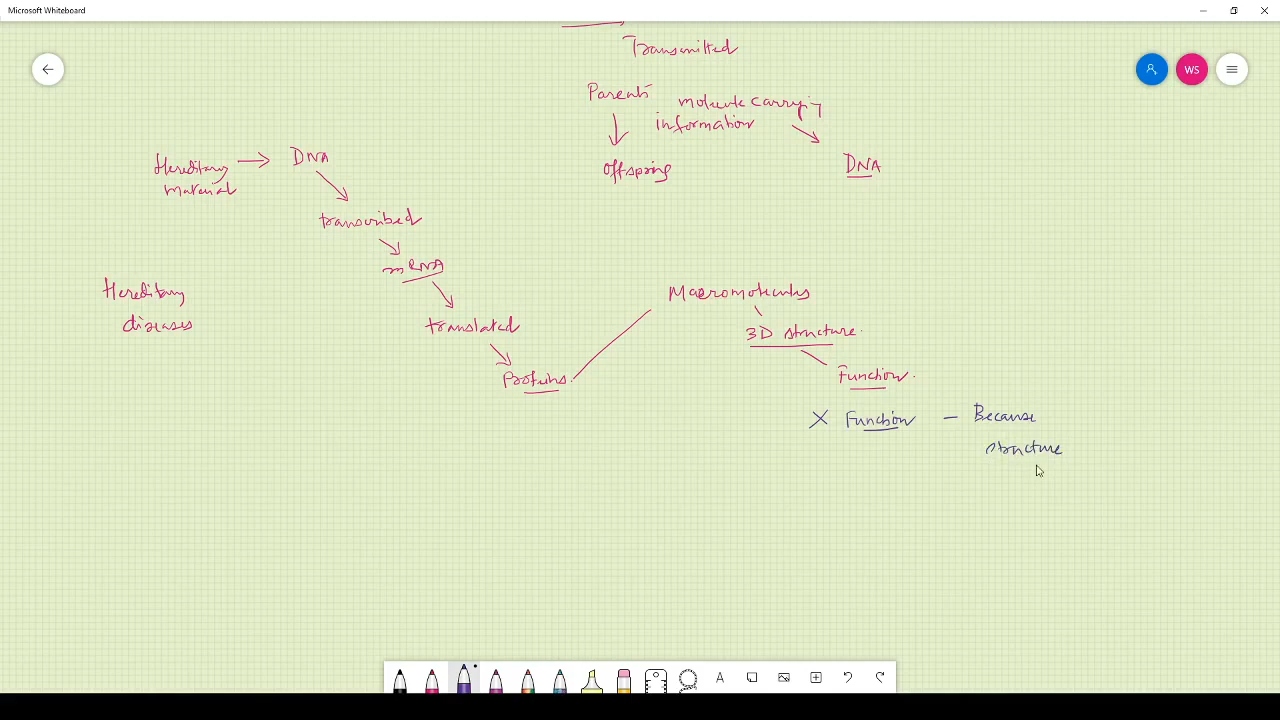 Microsoft Whiteboard
WS
Transmitted
Parents
molecule carrying
information
Offspring
DNA
Hereditary
material
DNA
transcribed
mRNA
translated
Proteins.
Hereditary
diseases
Macromolecules
3D structure.
Function.
X Function - Because
structure
A